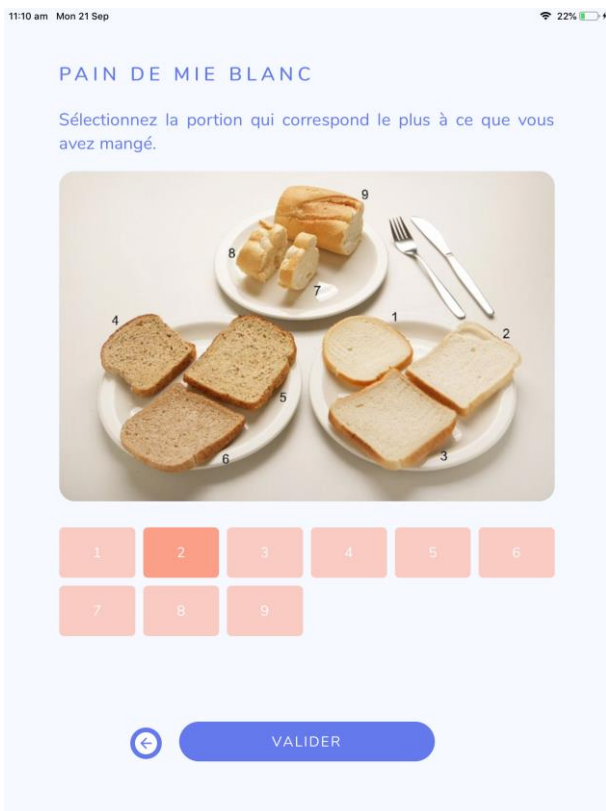 11:10 am Mon 21 Sep 22%
PAIN DE MIE BLANC
Sélectionnez la portion qui correspond le plus à ce que vous
avez mangé.
9
8
7
4
1
2
5
6
3
1 2 3 4 5 6
7 8 9
VALIDER